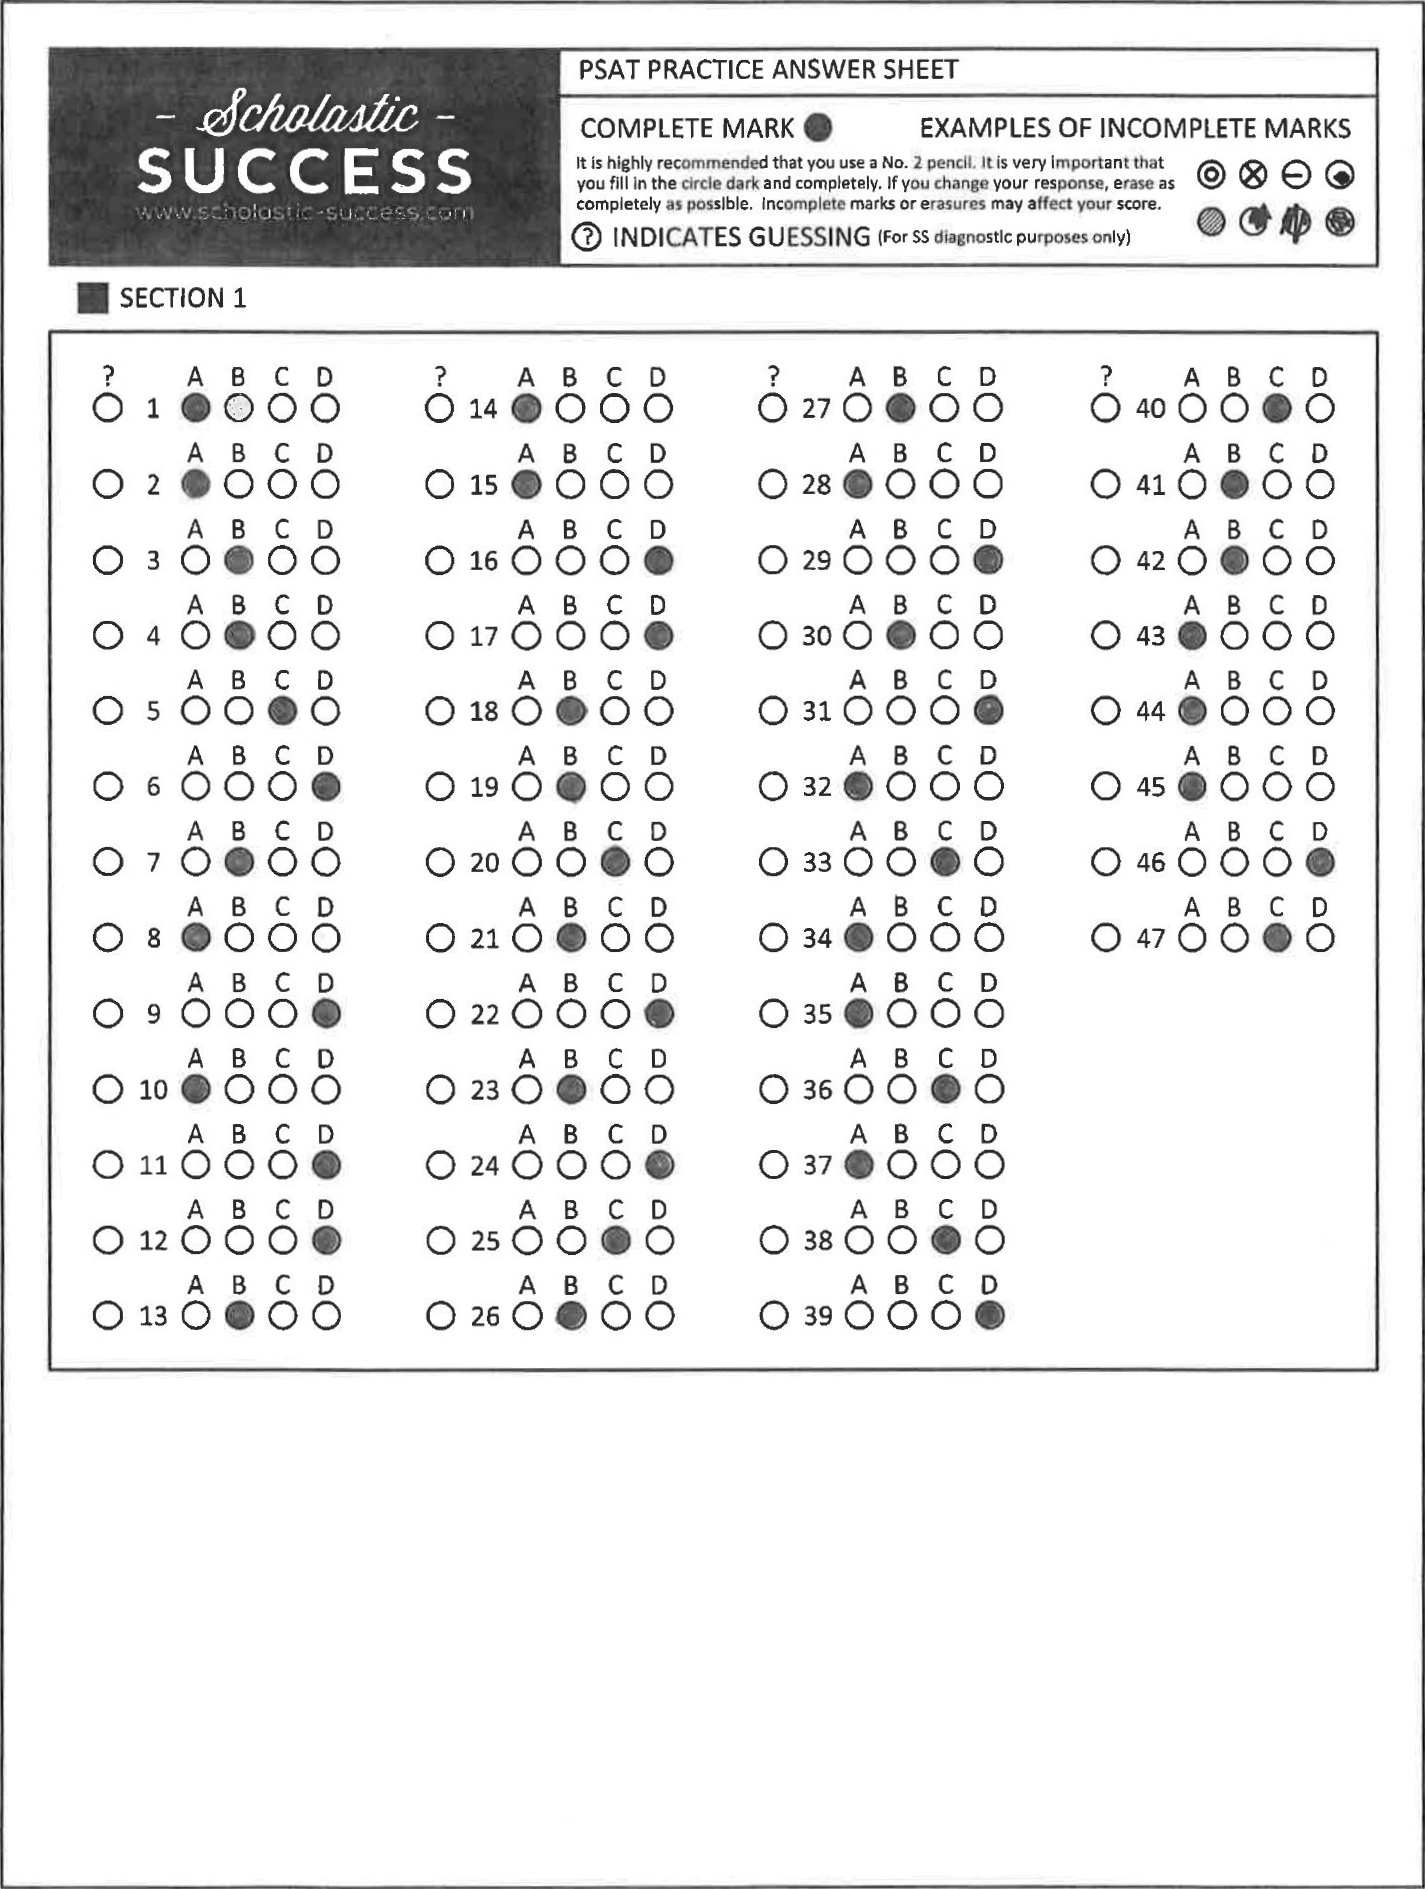 - Scholastic -
SUCCESS
www.scholastic-success.com
PSAT PRACTICE ANSWER SHEET
COMPLETE MARK
EXAMPLES OF INCOMPLETE MARKS
It is highly recommended that you use a No. 2 pencil. It is very important that
you fill in the circle dark and completely. If you change your response, erase as
completely as possible. Incomplete marks or erasures may affect your score.
? INDICATES GUESSING (For SS diagnostic purposes only)
SECTION 1
? A B C D ? A B C D ? A B C D ? A B C D
1 14 27 40
A B C D A B C D A B C D A B C D
2 15 28 41
A B C D A B C D A B C D A B C D
3 16 29 42
A B C D A B C D A B C D A B C D
4 17 30 43
A B C D A B C D A B C D A B C D
5 18 31 44
A B C D A B C D A B C D A B C D
6 19 32 45
A B C D A B C D A B C D A B C D
7 20 33 46
A B C D A B C D A B C D A B C D
8 21 34 47
A B C D A B C D A B C D
9 22 35
A B C D A B C D A B C D
10 23 36
A B C D A B C D A B C D
11 24 37
A B C D A B C D A B C D
12 25 38
A B C D A B C D A B C D
13 26 39